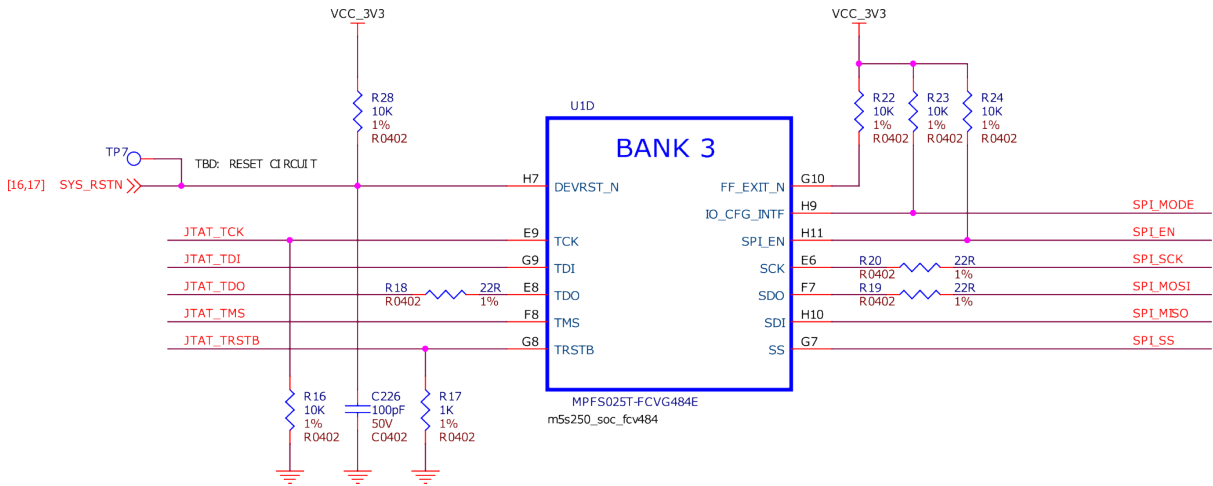 VCC_3V3
VCC_3V3
R28
10K
1%
R0402
R22
10K
1%
R0402
R23
10K
1%
R0402
R24
10K
1%
R0402
U1D
BANK 3
TP7
TBD: RESET CIRCUIT
[16,17] SYS_RSTN
H7
DEVRST_N
FF_EXIT_N
G10
IO_CFG_INTF
H9
SPI_MODE
JTAT_TCK
E9
TCK
SPI_EN
H11
SPI_EN
JTAT_TDI
G9
TDI
SCK
E6
R20
R0402
22R
1%
SPI_SCK
JTAT_TDO
R18
R0402
22R
1%
E8
TDO
SDO
F7
R19
R0402
22R
1%
SPI_MOSI
JTAT_TMS
F8
TMS
SDI
H10
SPI_MISO
JTAT_TRSTB
G8
TRSTB
SS
G7
SPI_SS
R16
10K
1%
R0402
C226
100pF
50V
C0402
R17
1K
1%
R0402
MPFS025T-FCVG484E
m5s250_soc_fcv484